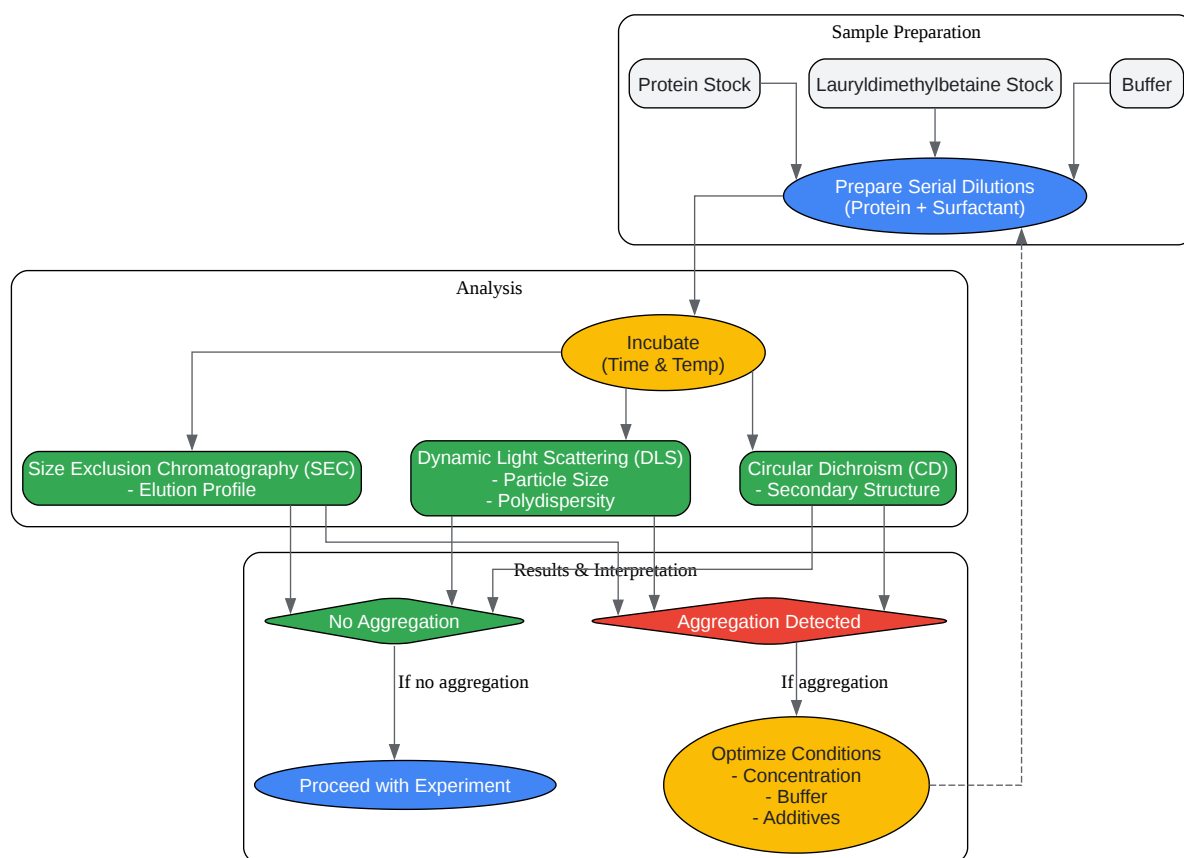 Sample Preparation
Protein Stock
Lauryldimethylbetaine Stock
Buffer
Prepare Serial Dilutions
(Protein + Surfactant)
Analysis
Incubate
(Time & Temp)
Size Exclusion Chromatography (SEC)
- Elution Profile
Dynamic Light Scattering (DLS)
- Particle Size
- Polydispersity
Circular Dichroism (CD)
- Secondary Structure
Results & Interpretation
No Aggregation
Aggregation Detected
If no aggregation
If aggregation
Proceed with Experiment
Optimize Conditions
- Concentration
- Buffer
- Additives